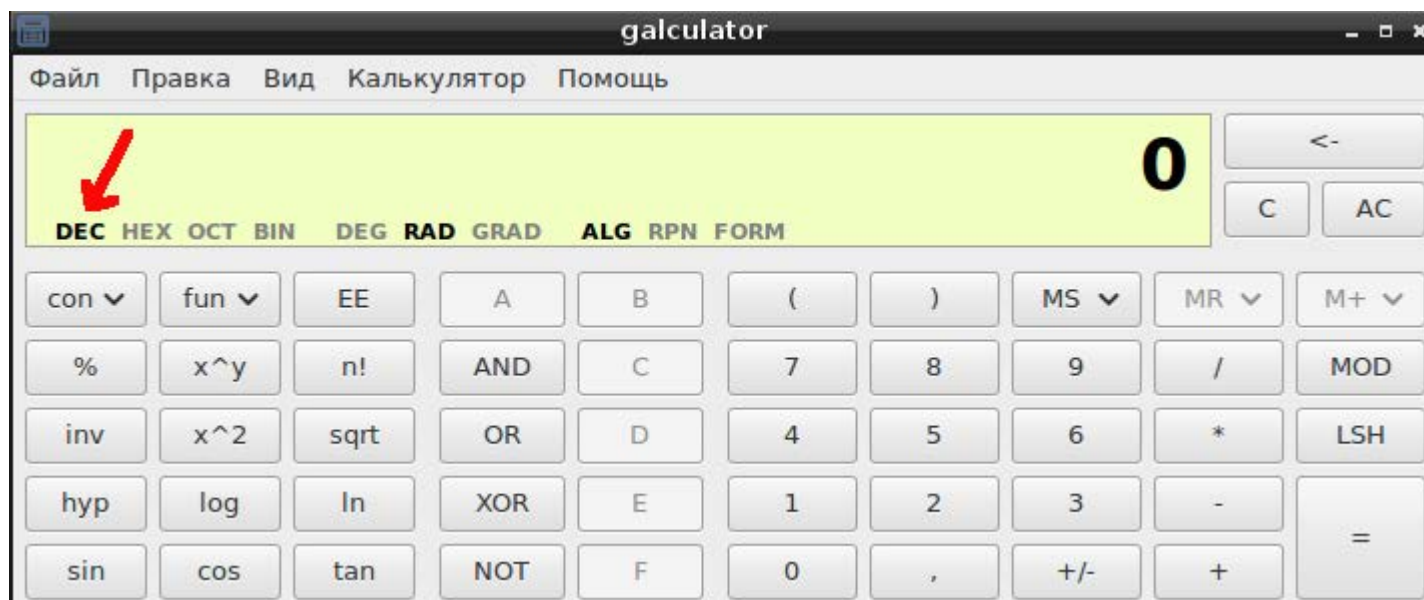 galculator
Файл Правка Вид Калькулятор Помощь
0
<-
C AC
DEC HEX OCT BIN DEG RAD GRAD ALG RPN FORM
con fun EE A B ( ) MS MR M+
% x^y n! AND C 7 8 9 / MOD
inv x^2 sqrt OR D 4 5 6 * LSH
hyp log ln XOR E 1 2 3 -
=
sin cos tan NOT F 0 , +/- +